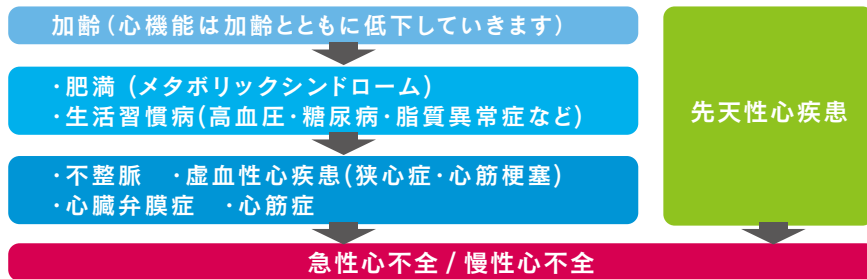 加齢(心機能は加齢とともに低下していきます)
・肥満 (メタボリックシンドローム)
・生活習慣病(高血圧・糖尿病・脂質異常症など)
・不整脈　・虚血性心疾患(狭心症・心筋梗塞)
・心臓弁膜症　・心筋症
先天性心疾患
急性心不全 / 慢性心不全